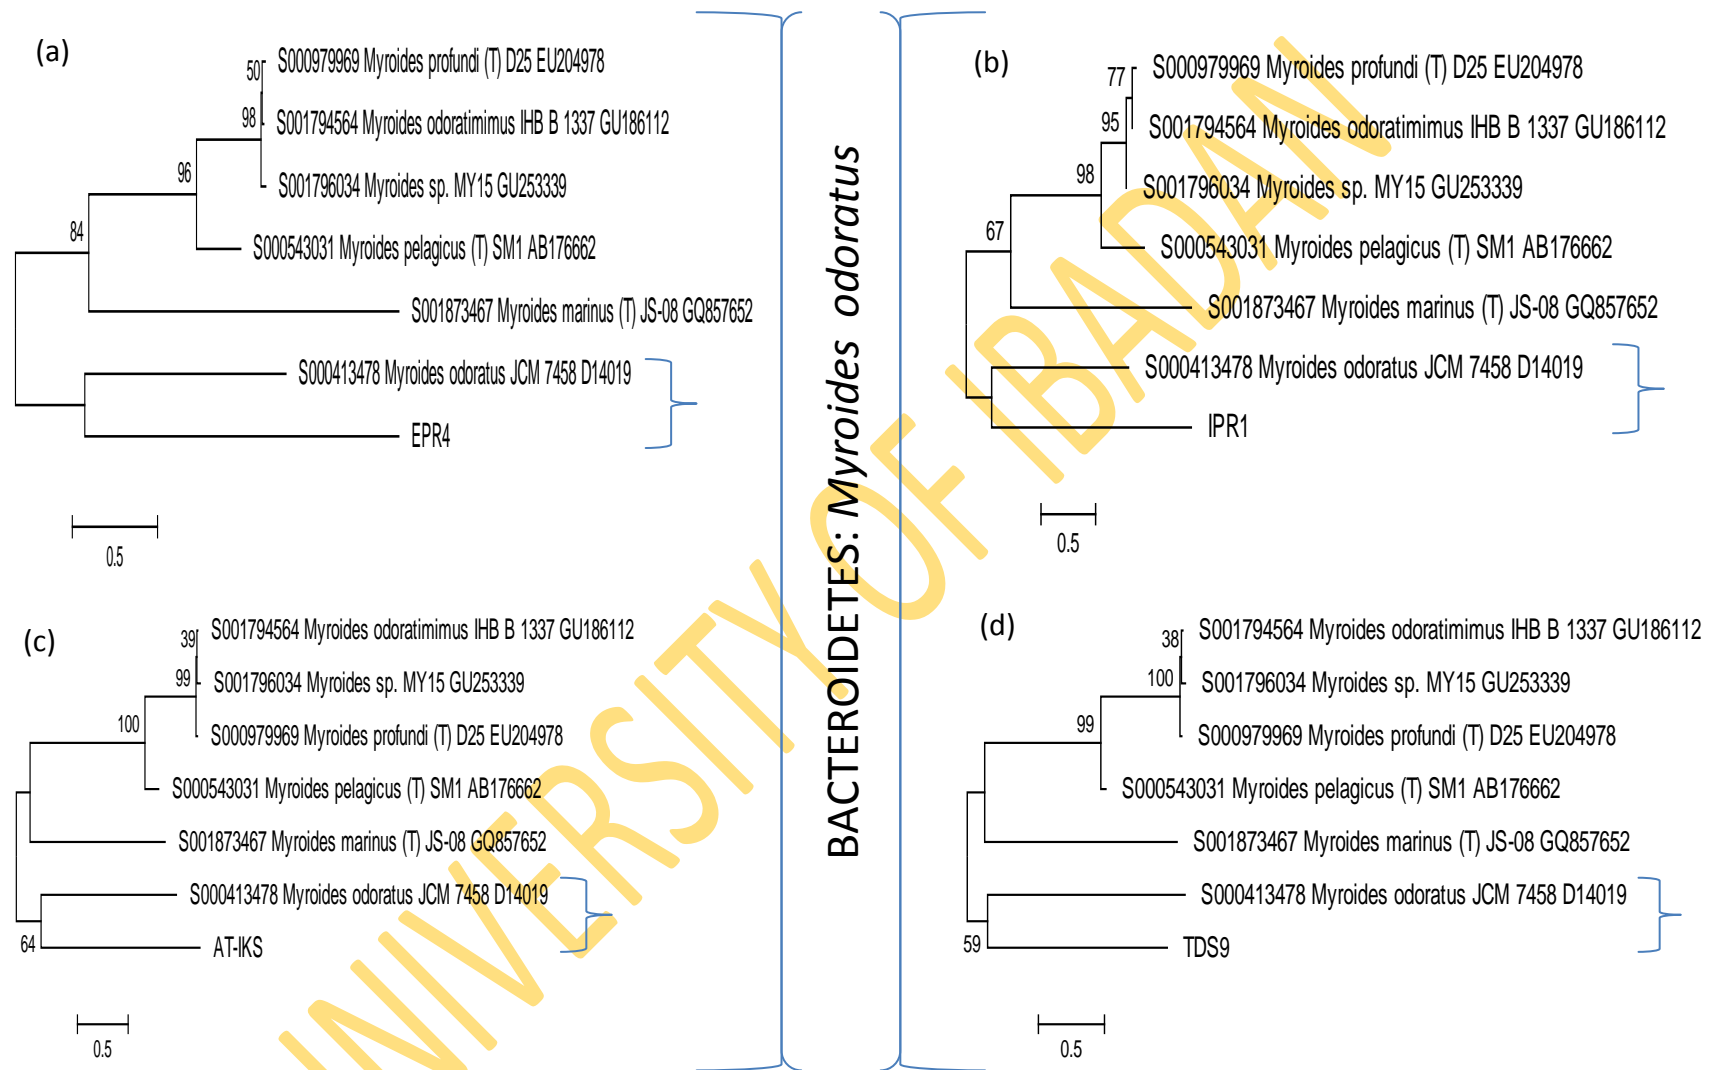 (a)
50
S000979969 Myroides profundi (T) D25 EU204978
98
S001794564 Myroides odoratimimus IHB B 1337 GU186112
96
S001796034 Myroides sp. MY15 GU253339
84
S000543031 Myroides pelagicus (T) SM1 AB176662
S001873467 Myroides marinus (T) JS-08 GQ857652
S000413478 Myroides odoratus JCM 7458 D14019
EPR4
0.5
BACTEROIDETES: Myroides odoratus
(b)
77
S000979969 Myroides profundi (T) D25 EU204978
95
S001794564 Myroides odoratimimus IHB B 1337 GU186112
98
S001796034 Myroides sp. MY15 GU253339
67
S000543031 Myroides pelagicus (T) SM1 AB176662
S001873467 Myroides marinus (T) JS-08 GQ857652
S000413478 Myroides odoratus JCM 7458 D14019
IPR1
0.5
(c)
39
S001794564 Myroides odoratimimus IHB B 1337 GU186112
99
S001796034 Myroides sp. MY15 GU253339
100
S000979969 Myroides profundi (T) D25 EU204978
S000543031 Myroides pelagicus (T) SM1 AB176662
S001873467 Myroides marinus (T) JS-08 GQ857652
S000413478 Myroides odoratus JCM 7458 D14019
64
AT-IKS
0.5
(d)
38
S001794564 Myroides odoratimimus IHB B 1337 GU186112
100
S001796034 Myroides sp. MY15 GU253339
99
S000979969 Myroides profundi (T) D25 EU204978
S000543031 Myroides pelagicus (T) SM1 AB176662
S001873467 Myroides marinus (T) JS-08 GQ857652
S000413478 Myroides odoratus JCM 7458 D14019
59
TDS9
0.5
UNIVERSITY OF IBADAN